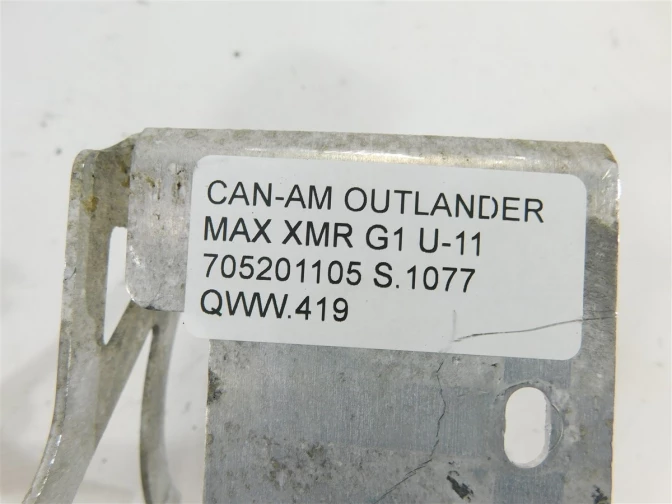 CAN-AM OUTLANDER
MAX XMR G1 U-11
705201105 S.1077
QWW.419